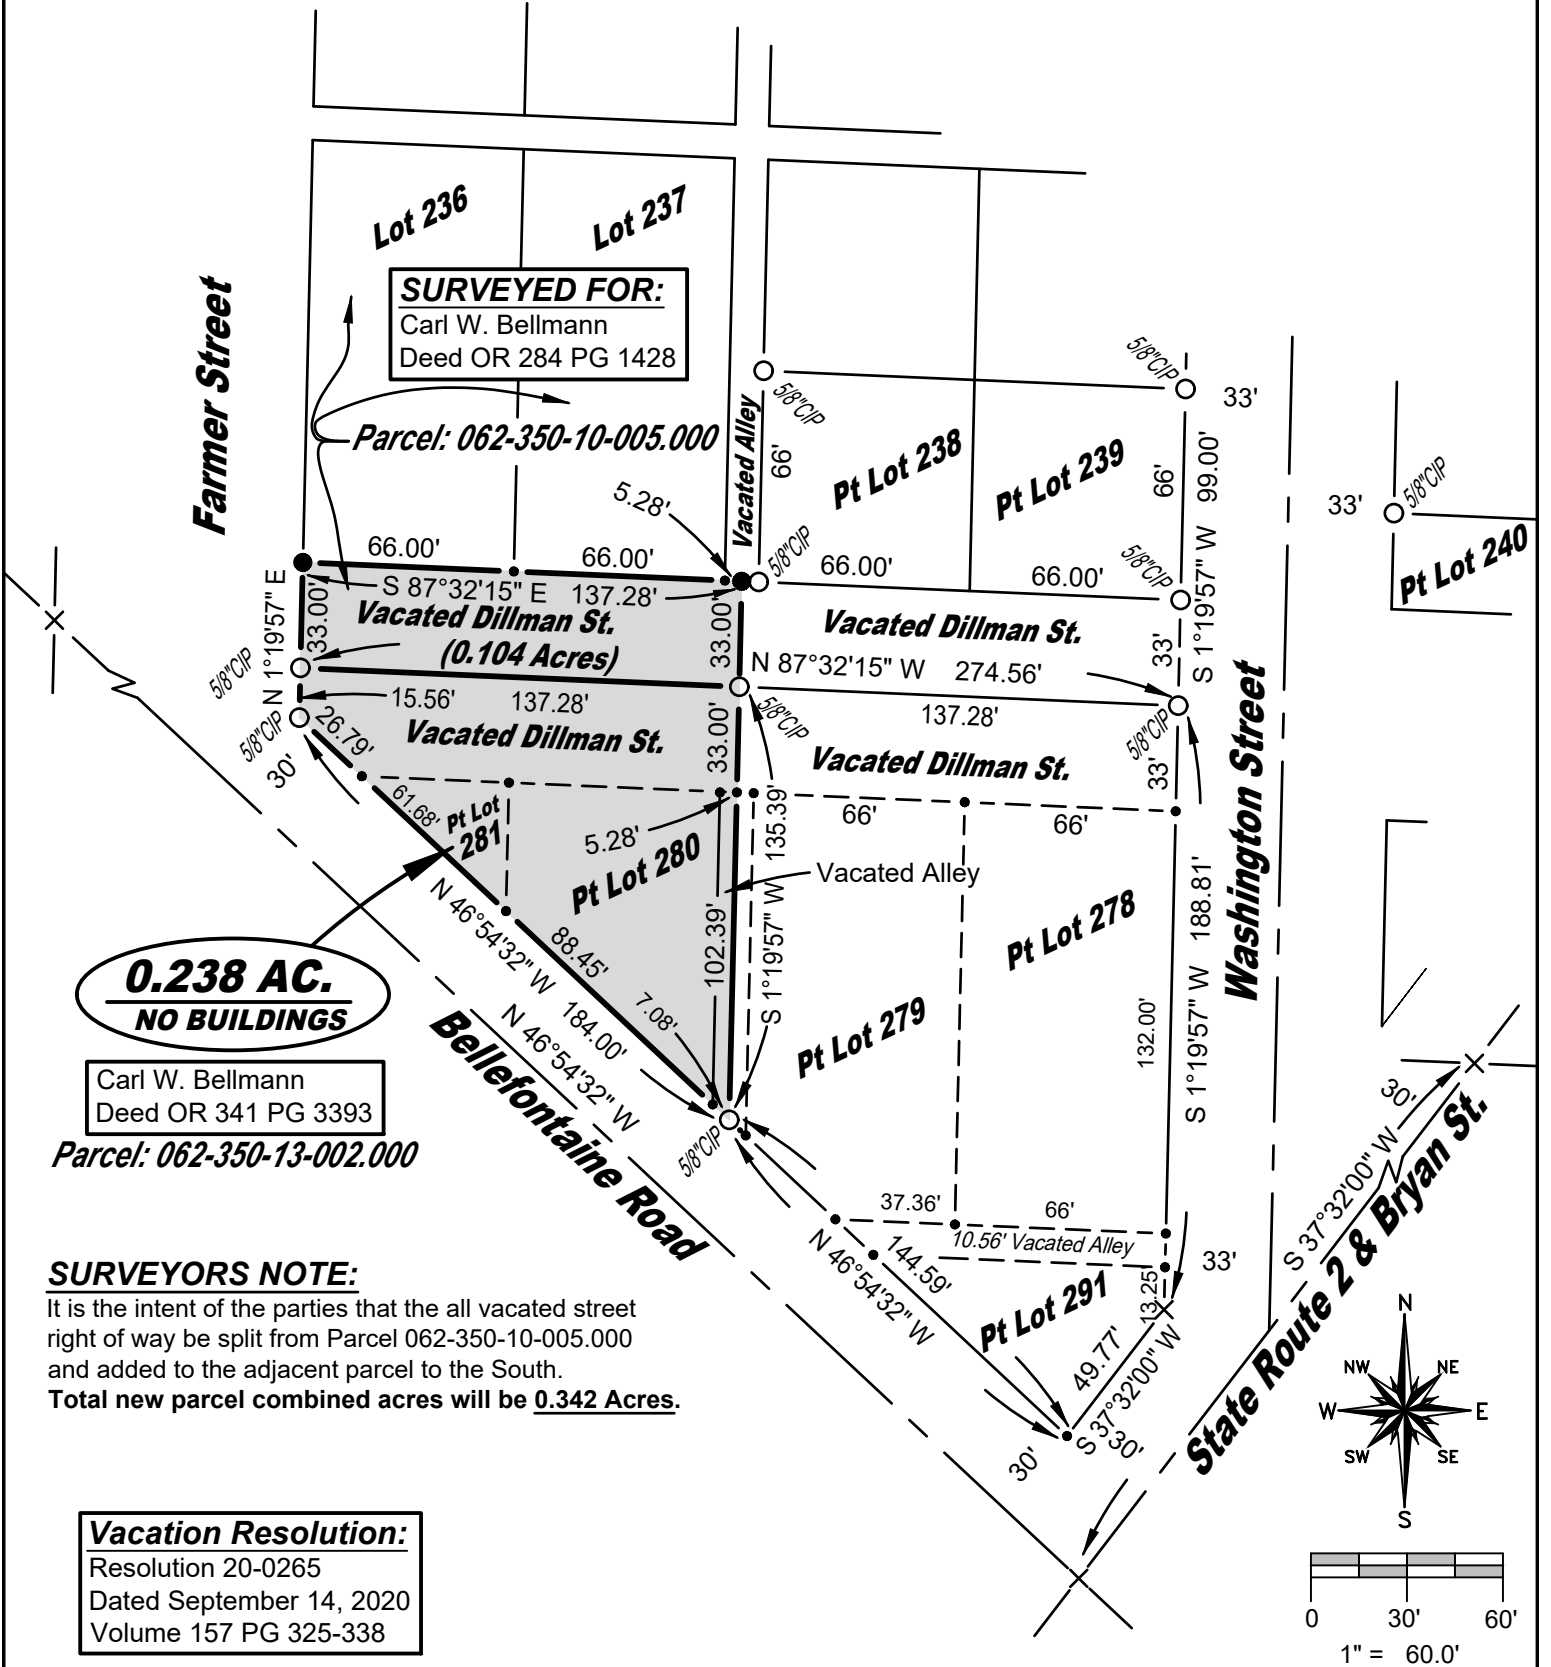 Lot 236
Lot 237
SURVEYED FOR:
Carl W. Bellmann
Deed OR 284 PG 1428
Farmer Street
Parcel: 062-350-10-005.000
Vacated Alley
5/8"CIP
66'
Pt Lot 238
Pt Lot 239
5/8"CIP
33'
66'
S 1°19'57" W 99.00'
33'
5/8"CIP
Pt Lot 240
5.28'
66.00'
66.00'
5/8"CIP
66.00'
66.00'
5/8"CIP
S 87°32'15" E 137.28'
N 1°19'57" E
33.00'
Vacated Dillman St.
(0.104 Acres)
33.00'
Vacated Dillman St.
33'
5/8"CIP
N 87°32'15" W 274.56'
15.56'
137.28'
5/8"CIP
137.28'
5/8"CIP
5/8"CIP
26.79'
30'
Vacated Dillman St.
33.00'
Vacated Dillman St.
33'
Washington Street
61.68'
Pt Lot
281
5.28'
Pt Lot 280
S 1°19'57" W 135.39'
66'
66'
Vacated Alley
102.39'
Pt Lot 278
S 1°19'57" W 188.81'
132.00'
N 46°54'32" W
88.45'
7.08'
N 46°54'32" W
184.00'
0.238 AC.
NO BUILDINGS
Carl W. Bellmann
Deed OR 341 PG 3393
Parcel: 062-350-13-002.000
Bellefontaine Road
5/8"CIP
Pt Lot 279
37.36'
66'
10.56' Vacated Alley
33'
N 46°54'32" W
144.59'
Pt Lot 291
13.25
49.77'
S 37°32'00" W
30'
30'
30'
S 37°32'00" W
State Route 2 & Bryan St.
SURVEYORS NOTE:
It is the intent of the parties that the all vacated street
right of way be split from Parcel 062-350-10-005.000
and added to the adjacent parcel to the South.
Total new parcel combined acres will be 0.342 Acres.
N
NW
NE
W
E
SW
SE
S
Vacation Resolution:
Resolution 20-0265
Dated September 14, 2020
Volume 157 PG 325-338
0 30' 60'
1" = 60.0'